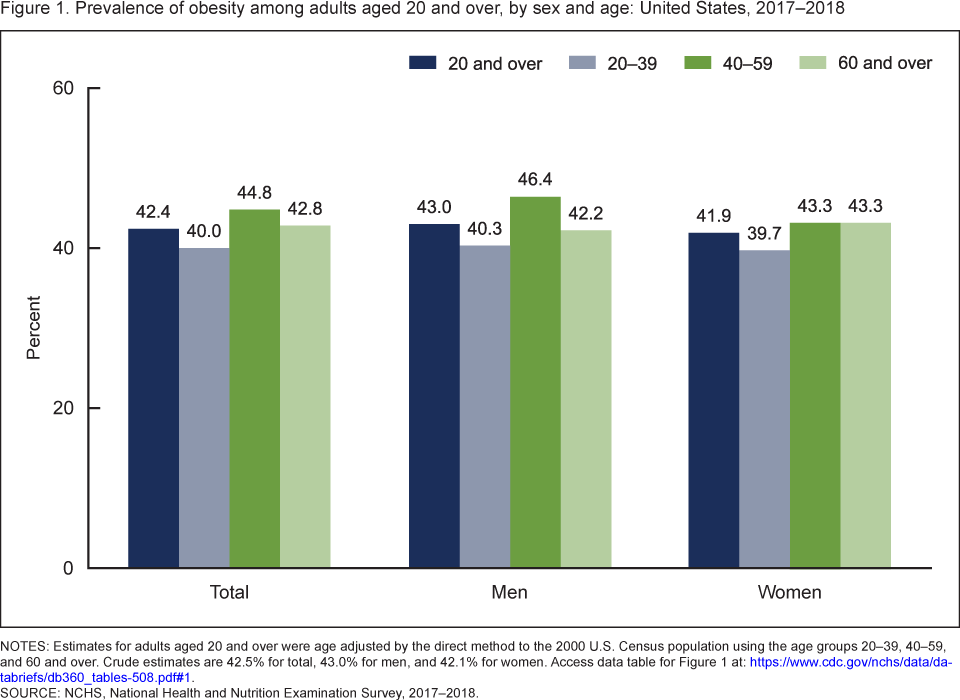 Figure 1. Prevalence of obesity among adults aged 20 and over, by sex and age: United States, 2017–2018
20 and over 20–39 40–59 60 and over
60
46.4
44.8
42.4 40.0 42.8
43.0 40.3 42.2
41.9 39.7 43.3 43.3
40
Percent
20
0
Total Men Women
NOTES: Estimates for adults aged 20 and over were age adjusted by the direct method to the 2000 U.S. Census population using the age groups 20–39, 40–59,
and 60 and over. Crude estimates are 42.5% for total, 43.0% for men, and 42.1% for women. Access data table for Figure 1 at: https://www.cdc.gov/nchs/data/da-
tabriefs/db360_tables-508.pdf#1.
SOURCE: NCHS, National Health and Nutrition Examination Survey, 2017–2018.